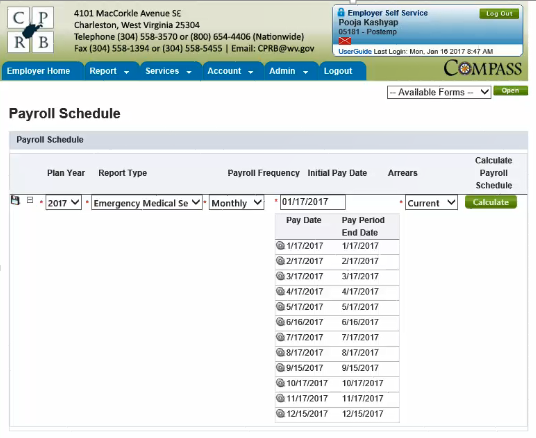 C P R B
4101 MacCorkle Avenue SE
Charleston, West Virginia 25304
Telephone (304) 558-3570 or (800) 654-4406 (Nationwide)
Fax (304) 558-1394 or (304) 558-5455 | Email: CPRB@wv.gov
Employer Self Service
Log Out
Pooja Kashyap
05181 - Postemp
UserGuide Last Login: Mon, Jan 16 2017 8:47 AM
Employer Home Report Services Account Admin Logout
COMPASS
-- Available Forms -- Open
Payroll Schedule
Payroll Schedule
Plan Year Report Type Payroll Frequency Initial Pay Date Arrears Calculate Payroll Schedule
* 2017 * Emergency Medical Se * Monthly * 01/17/2017 * Current Calculate
Pay Date Pay Period End Date
1/17/2017 1/17/2017
2/17/2017 2/17/2017
3/17/2017 3/17/2017
4/17/2017 4/17/2017
5/17/2017 5/17/2017
6/16/2017 6/16/2017
7/17/2017 7/17/2017
8/17/2017 8/17/2017
9/15/2017 9/15/2017
10/17/2017 10/17/2017
11/17/2017 11/17/2017
12/15/2017 12/15/2017